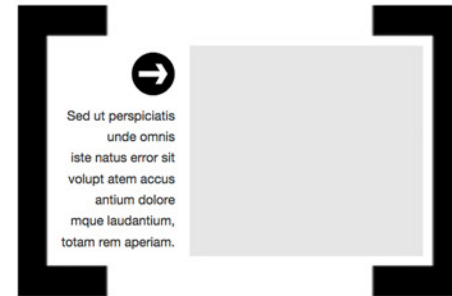 Sed ut perspiciatis
unde omnis
iste natus error sit
volupt atem accus
antium dolore
mque laudantium,
totam rem aperiam.